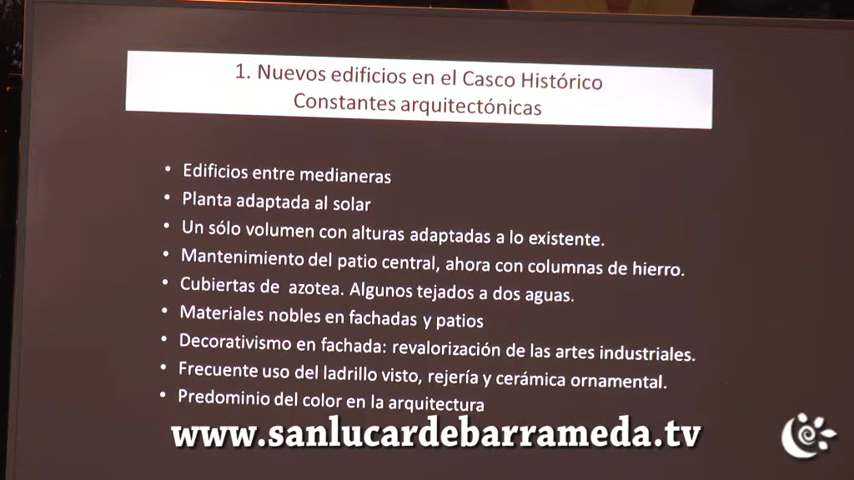 1. Nuevos edificios en el Casco Histórico
Constantes arquitectónicas
• Edificios entre medianeras
• Planta adaptada al solar
• Un sólo volumen con alturas adaptadas a lo existente.
• Mantenimiento del patio central, ahora con columnas de hierro.
• Cubiertas de azotea. Algunos tejados a dos aguas.
• Materiales nobles en fachadas y patios
• Decorativismo en fachada: revalorización de las artes industriales.
• Frecuente uso del ladrillo visto, rejería y cerámica ornamental.
• Predominio del color en la arquitectura
www.sanlucardebarrameda.tv